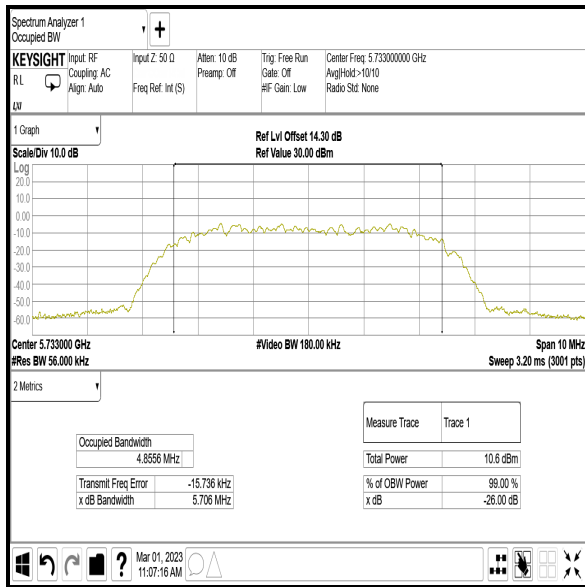 Spectrum Analyzer 1
Occupied BW
KEYSIGHT
R L
LXI
Input: RF
Coupling: AC
Align: Auto
Input Z: 50 Ω
Freq Ref: Int (S)
Atten: 10 dB
Preamp: Off
Trig: Free Run
Gate: Off
#IF Gain: Low
Center Freq: 5.733000000 GHz
Avg|Hold:>10/10
Radio Std: None
1 Graph
Scale/Div 10.0 dB
Ref Lvl Offset 14.30 dB
Ref Value 30.00 dBm
Log
20.0
10.0
0.00
-10.0
-20.0
-30.0
-40.0
-50.0
-60.0
Center 5.733000 GHz
#Res BW 56.000 kHz
#Video BW 180.00 kHz
Span 10 MHz
Sweep 3.20 ms (3001 pts)
2 Metrics
Occupied Bandwidth
4.8556 MHz
Transmit Freq Error -15.736 kHz
x dB Bandwidth 5.706 MHz
Measure Trace Trace 1
Total Power 10.6 dBm
% of OBW Power 99.00 %
x dB -26.00 dB
?
Mar 01, 2023
11:07:16 AM